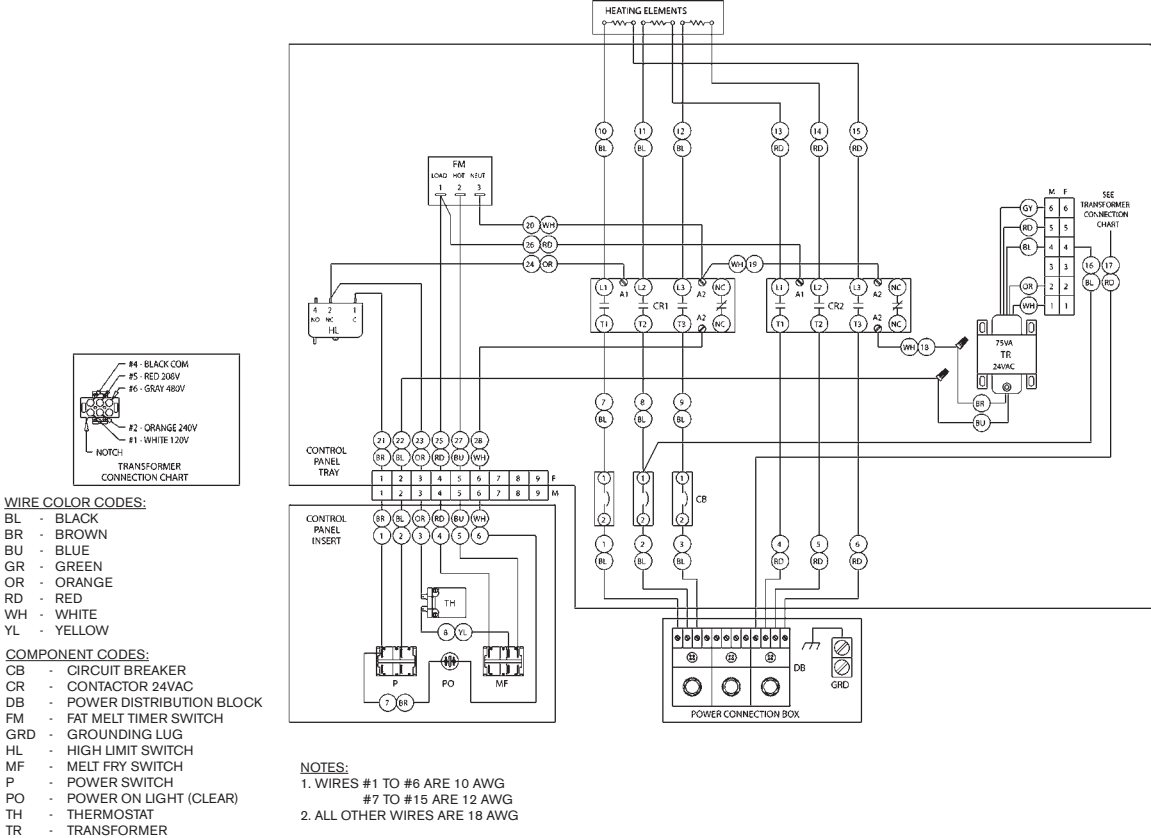 HEATING ELEMENTS
10 11 12 13 14 15
BL BL BL RD RD RD
FM
LOAD HOT NEUT
1 2 3
20 WH
26 RD
24 OR
WH 19
M F
SEE
TRANSFORMER
CONNECTION
CHART
GY 6 6
RD 5 5
BL 4 4
3 3
OR 2 2
WH 1 1
16 17
BL RD
L1 A1 L2 L3 A2 NC
CR1
T1 T2 T3 A2 NC
L1 A1 L2 L3 A2 NC
CR2
T1 T2 T3 A2 NC
4 2 1
NO NC C
HL
WH 18
75VA
TR
24VAC
BR
BU
#4 - BLACK COM
#5 - RED 208V
#6 - GRAY 480V
#2 - ORANGE 240V
#1 - WHITE 120V
NOTCH
TRANSFORMER
CONNECTION CHART
7 8 9
BL BL BL
21 22 23 25 27 28
BR BL OR RD BU WH
CONTROL
PANEL
TRAY
1 2 3 4 5 6 7 8 9 F
1 2 3 4 5 6 7 8 9 M
1 1 1
CB
2 2 2
CONTROL
PANEL
INSERT
BR BL OR RD BU WH
1 2 3 4 5 6
1 2 3 4 5 6
BL BL BL RD RD RD
TH
8 YL
P
PO
MF
7 BR
DB
GRD
POWER CONNECTION BOX
WIRE COLOR CODES:
BL - BLACK
BR - BROWN
BU - BLUE
GR - GREEN
OR - ORANGE
RD - RED
WH - WHITE
YL - YELLOW
COMPONENT CODES:
CB - CIRCUIT BREAKER
CR - CONTACTOR 24VAC
DB - POWER DISTRIBUTION BLOCK
FM - FAT MELT TIMER SWITCH
GRD - GROUNDING LUG
HL - HIGH LIMIT SWITCH
MF - MELT FRY SWITCH
P - POWER SWITCH
PO - POWER ON LIGHT (CLEAR)
TH - THERMOSTAT
TR - TRANSFORMER
NOTES:
1. WIRES #1 TO #6 ARE 10 AWG
#7 TO #15 ARE 12 AWG
2. ALL OTHER WIRES ARE 18 AWG